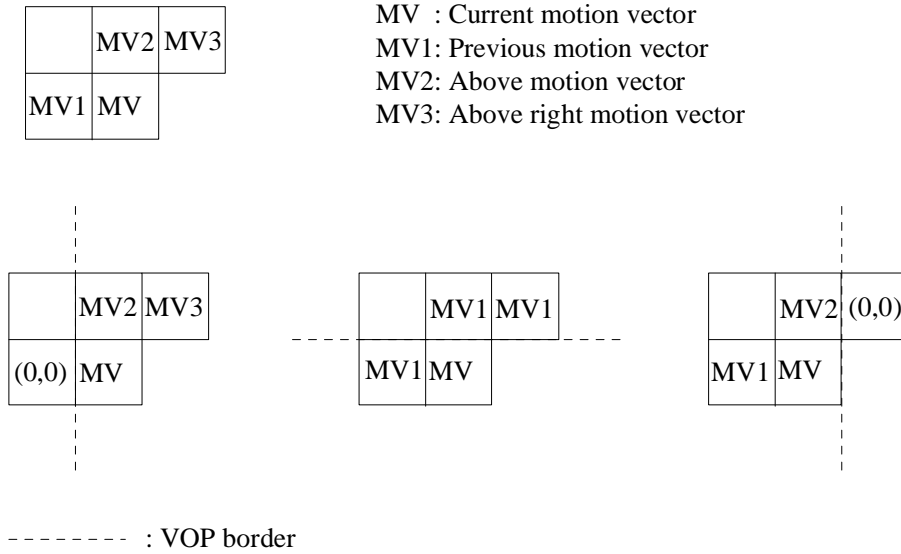 MV : Current motion vector
MV1: Previous motion vector
MV2: Above motion vector
MV3: Above right motion vector
MV2 MV3
MV1 MV
MV2 MV3
(0,0) MV
MV1 MV1
MV1 MV
MV2 (0,0)
MV1 MV
: VOP border